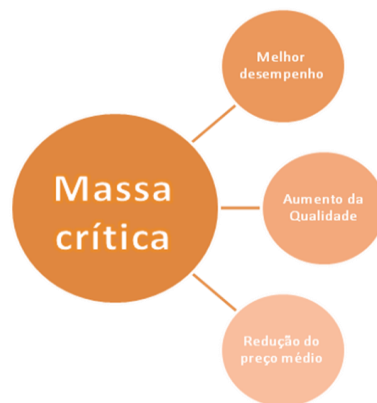 Melhor
desempenho
Massa
crítica
Aumento da
Qualidade
Redução do
preço médio